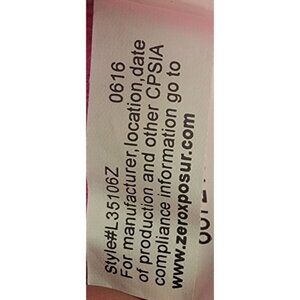 Style#L35106Z 0616
For manufacturer,location,date
of production and other CPSIA
compliance information go to
www.zeroxposur.com